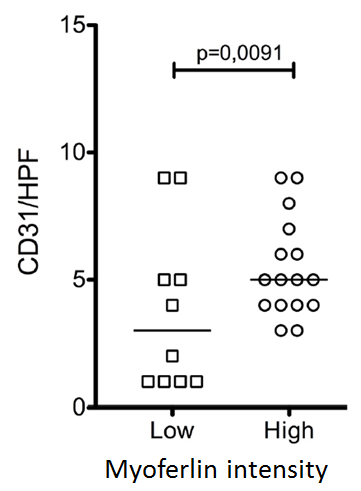 15
p=0,0091
10
CD31/HPF
5
0
Low High
Myoferlin intensity